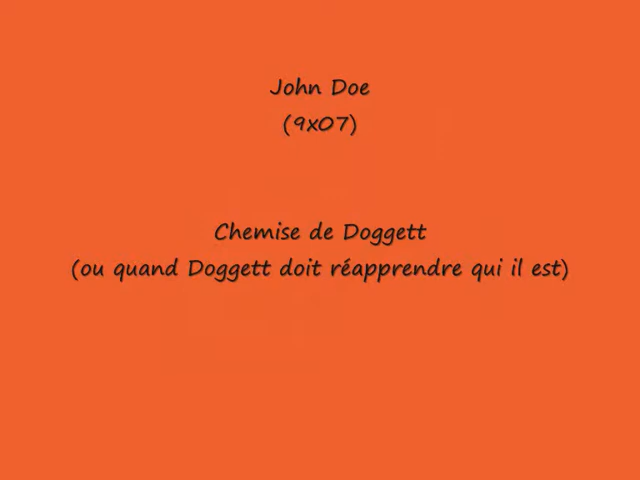 John Doe
(9x07)
Chemise de Doggett
(ou quand Doggett doit réapprendre qui il est)